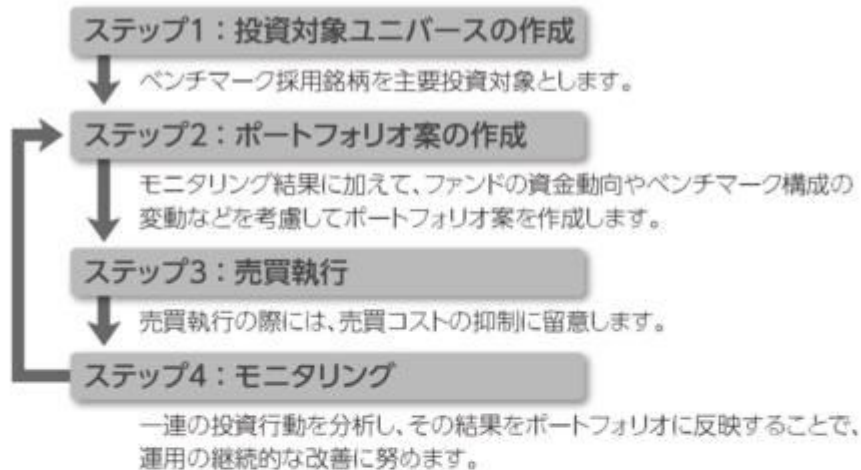 ステップ1：投資対象ユニバースの作成
ベンチマーク採用銘柄を主要投資対象とします。
ステップ2：ポートフォリオ案の作成
モニタリング結果に加えて、ファンドの資金動向やベンチマーク構成の
変動などを考慮してポートフォリオ案を作成します。
ステップ3：売買執行
売買執行の際には、売買コストの抑制に留意します。
ステップ4：モニタリング
一連の投資行動を分析し、その結果をポートフォリオに反映することで、
運用の継続的な改善に努めます。